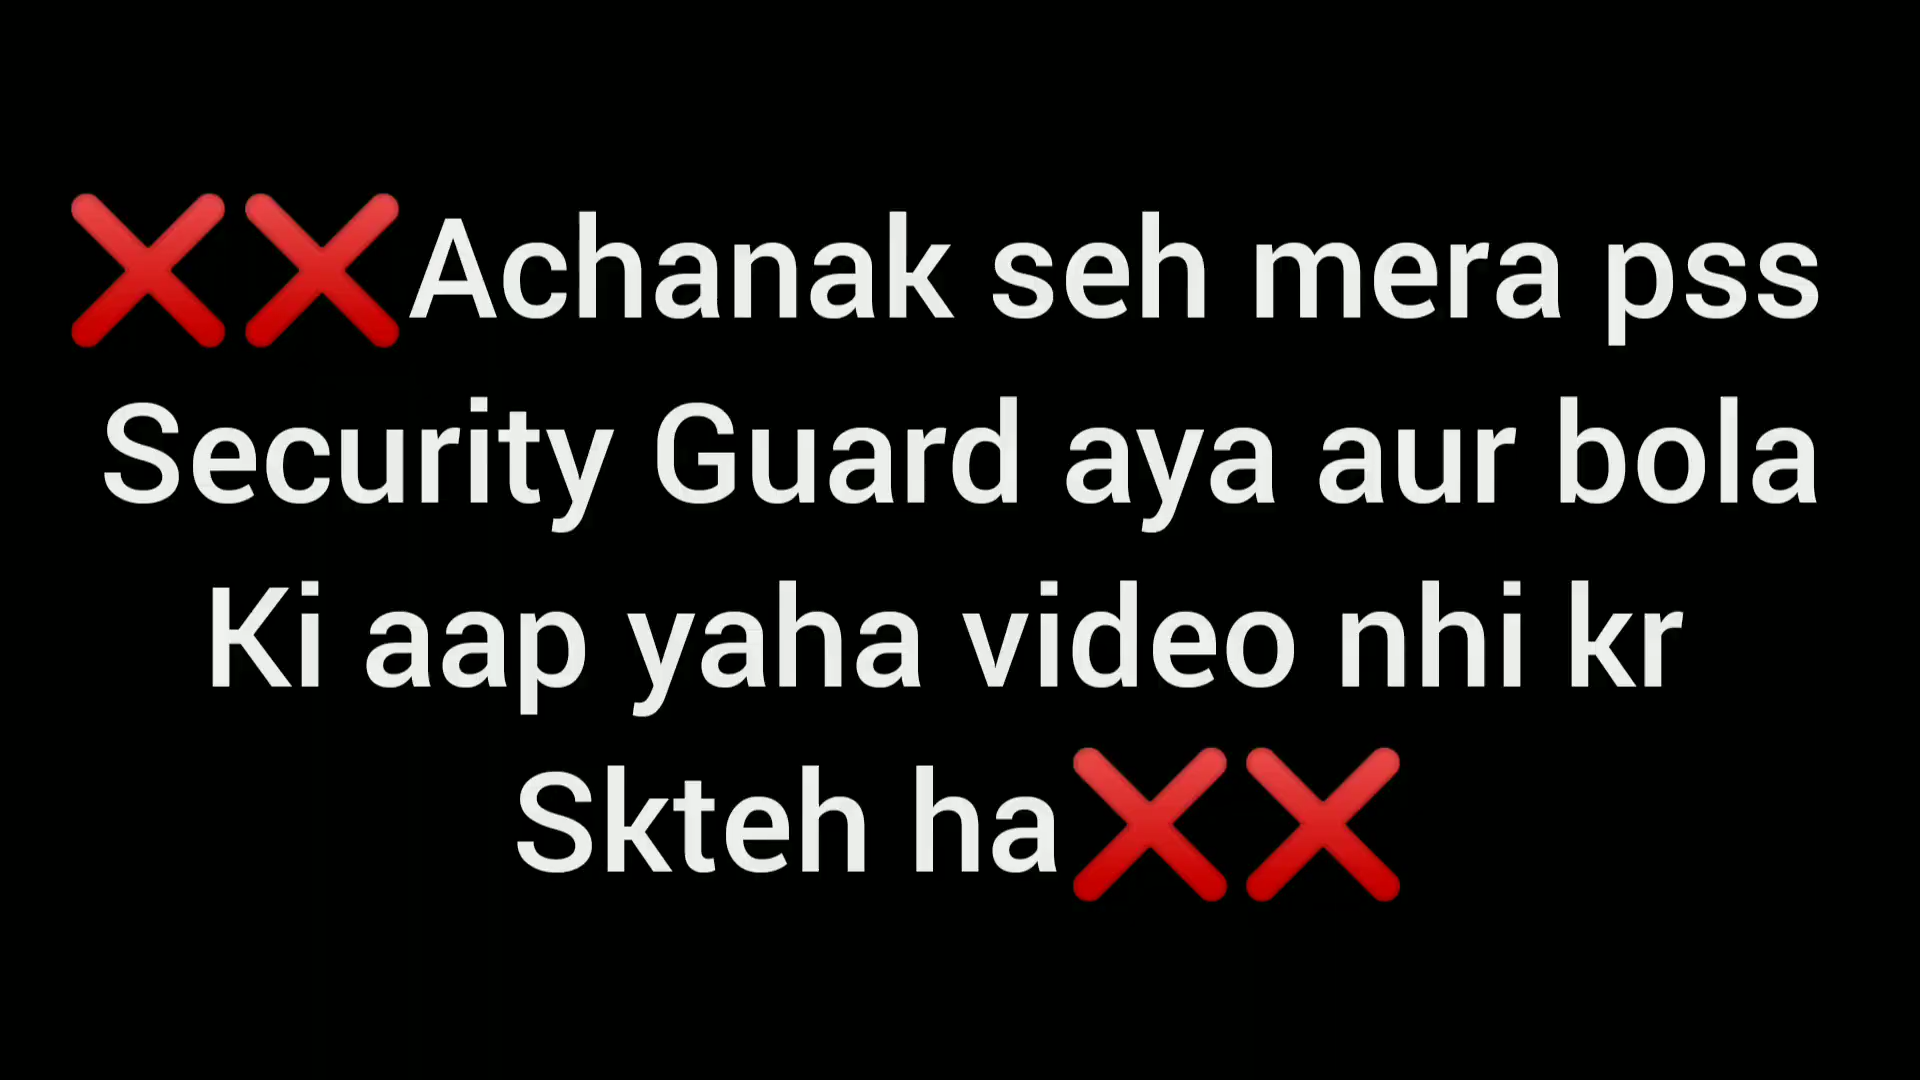 ❌❌Achanak seh mera pss
Security Guard aya aur bola
Ki aap yaha video nhi kr
Skteh ha❌❌